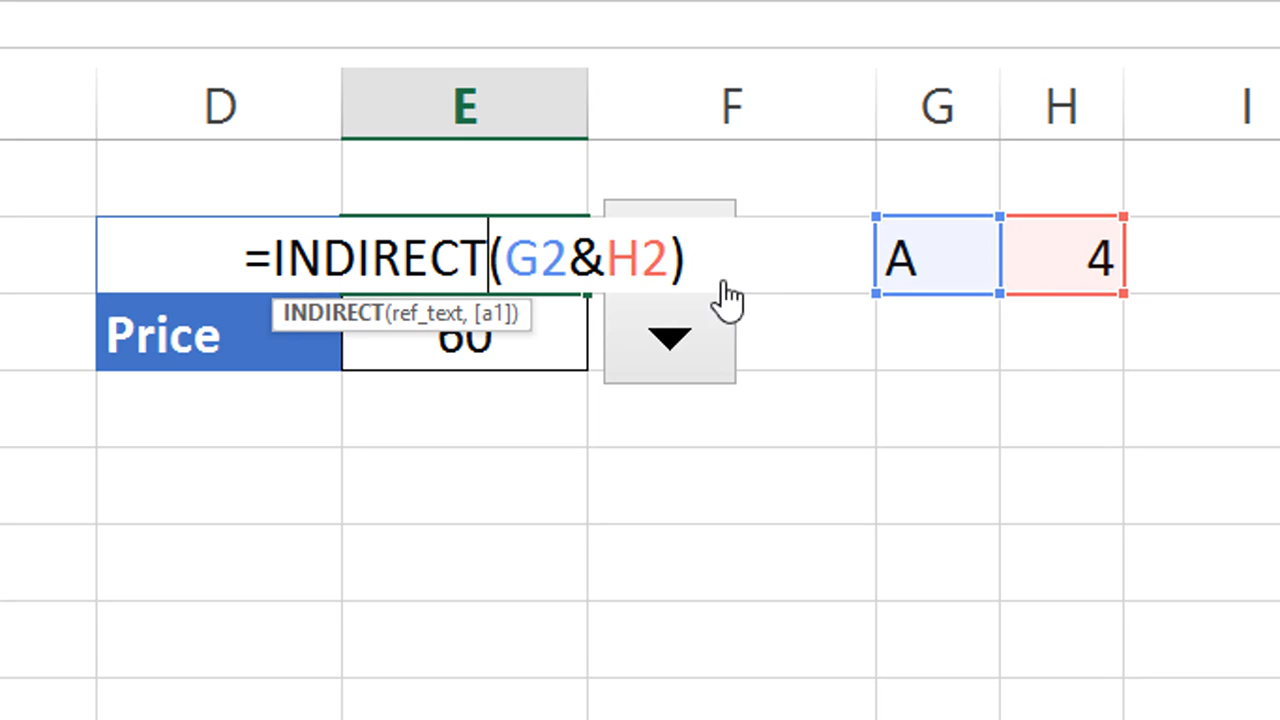 D E F G H I
=INDIRECT(G2&H2) A 4
INDIRECT(ref_text, [a1])
Price 60